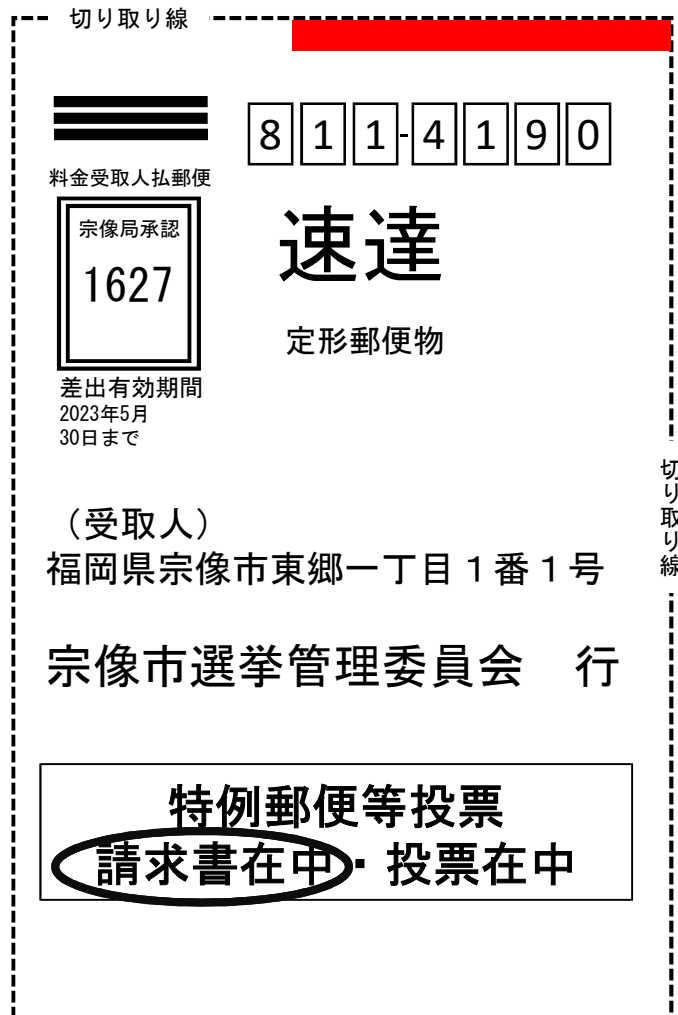 切り取り線
811-4190
料金受取人払郵便
宗像局承認
1627
速達
定形郵便物
差出有効期間
2023年5月
30日まで
切り取り線
（受取人）
福岡県宗像市東郷一丁目１番１号
宗像市選挙管理委員会　行
特例郵便等投票
請求書在中・投票在中